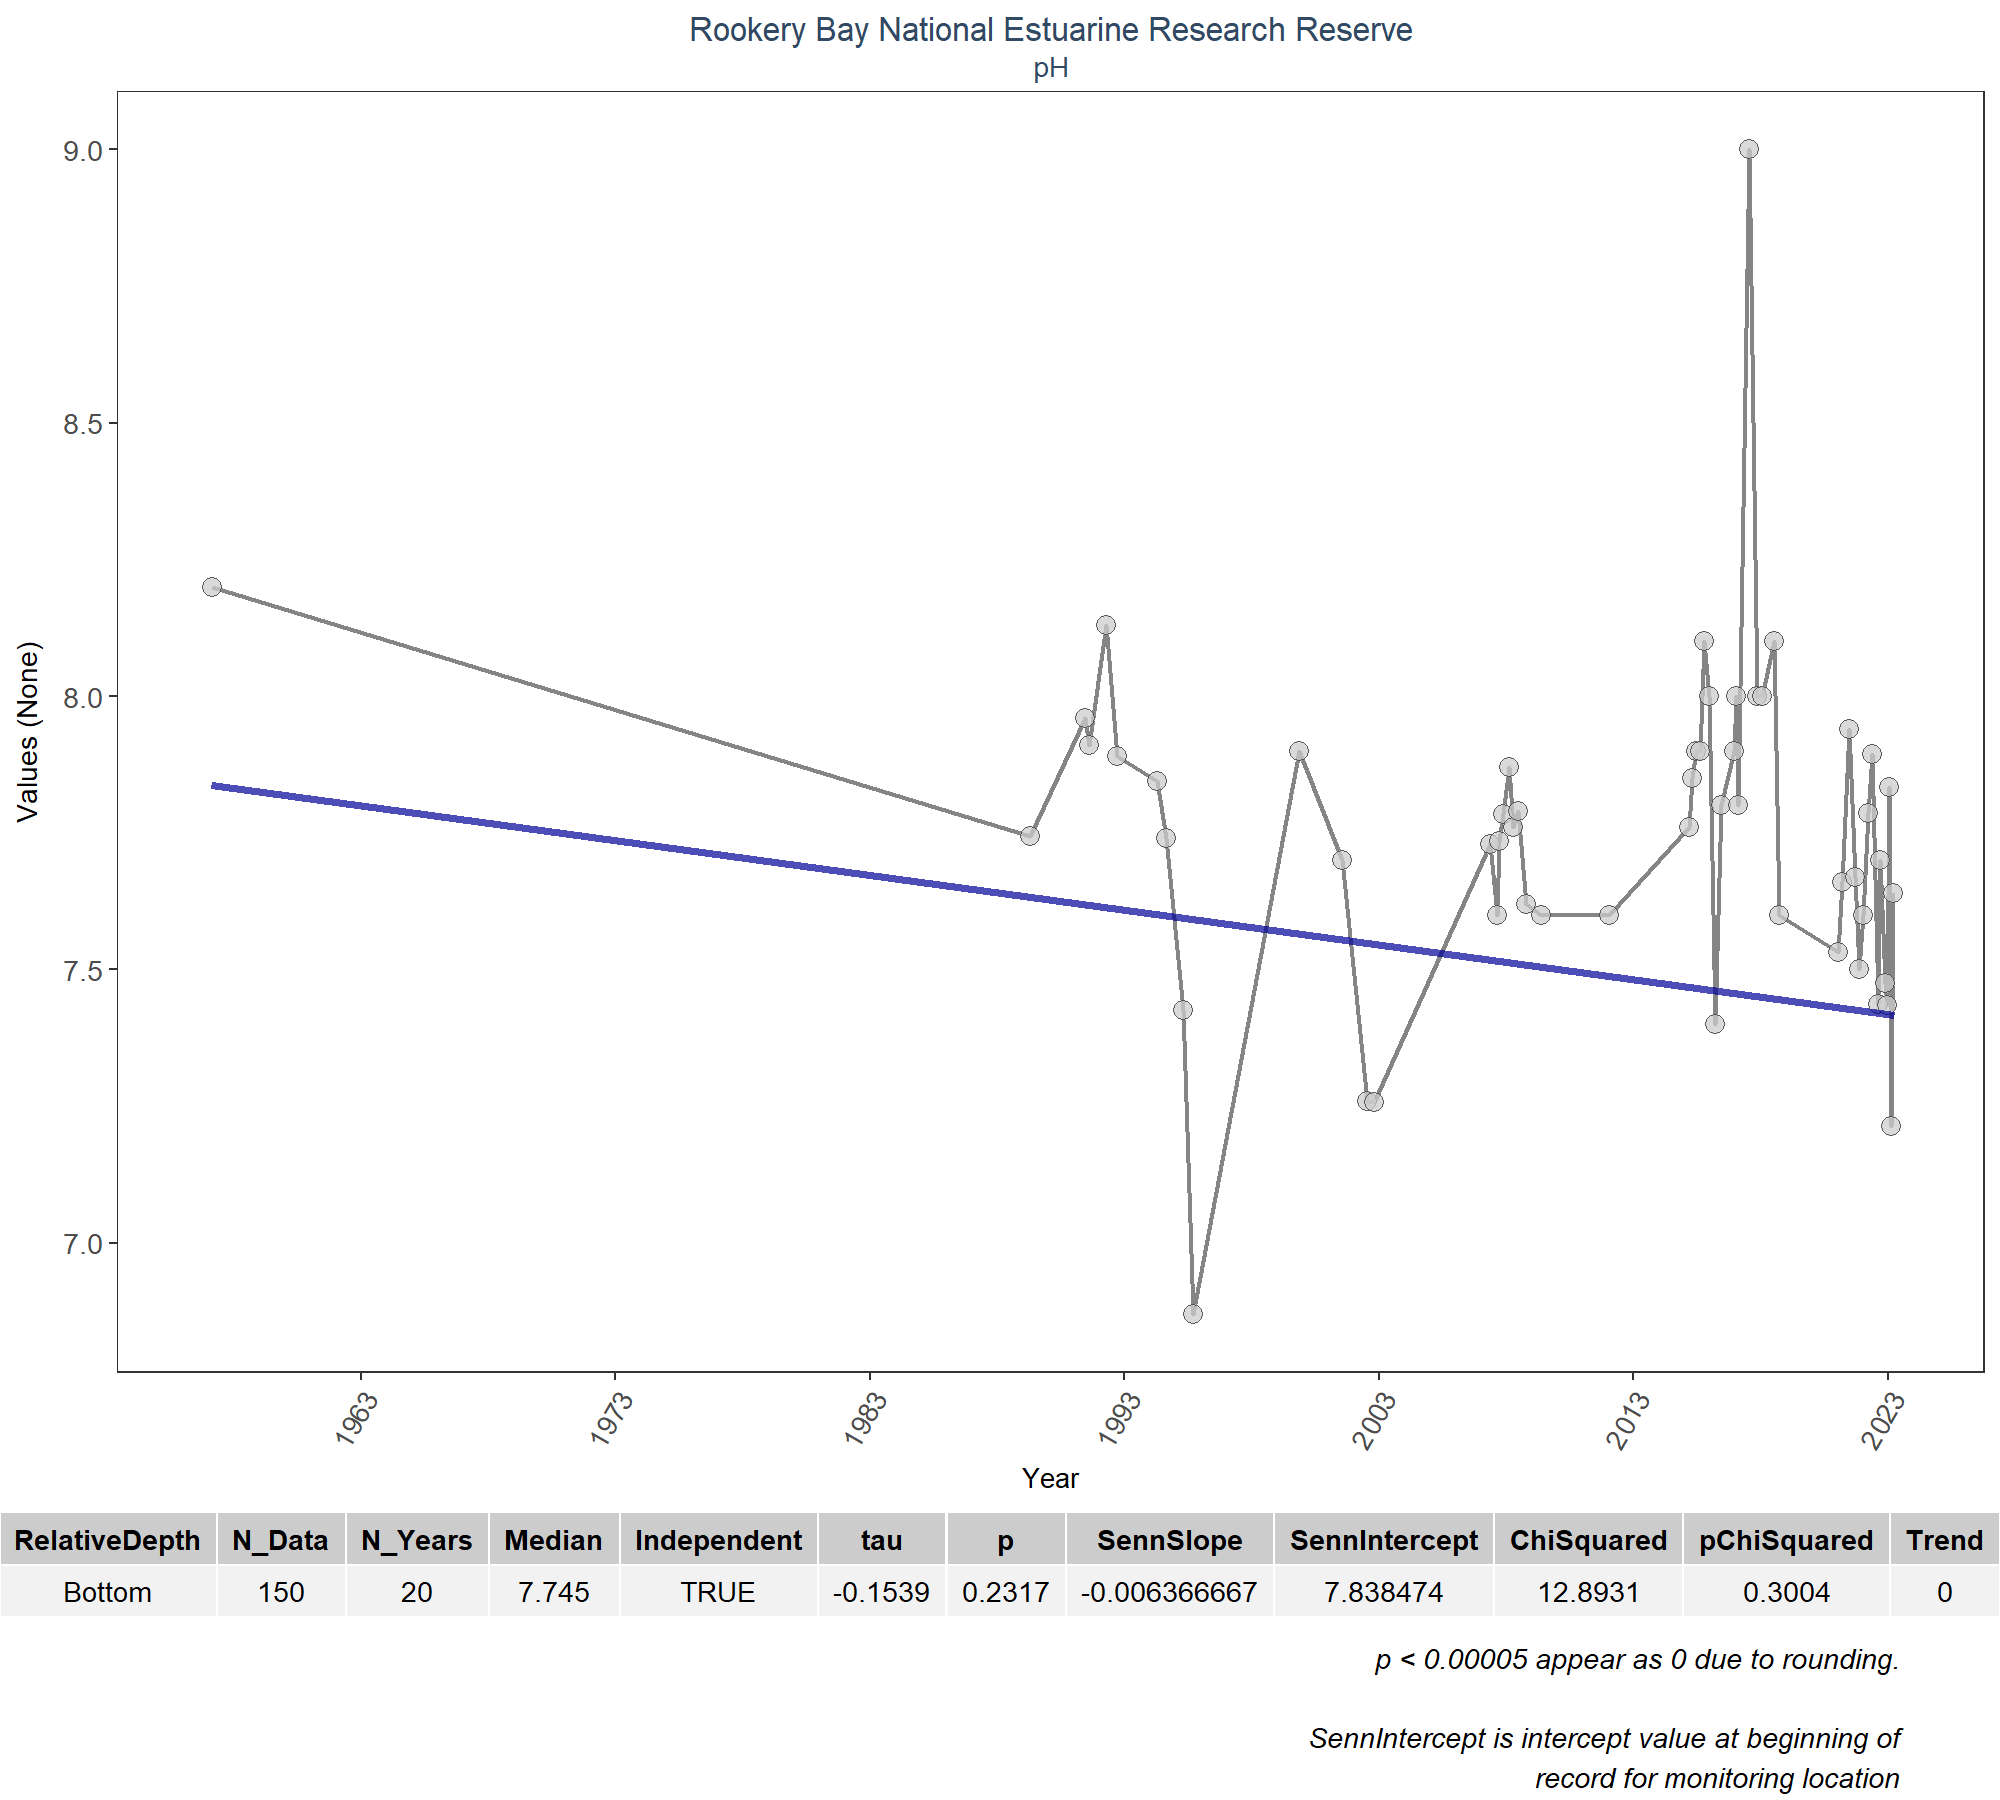 Rookery Bay National Estuarine Research Reserve
pH
9.0
8.5
8.0
7.5
7.0
Values (None)
1963 1973 1983 1993 2003 2013 2023
Year
RelativeDepth N_Data N_Years Median Independent tau p SennSlope SennIntercept ChiSquared pChiSquared Trend
Bottom 150 20 7.745 TRUE -0.1539 0.2317 -0.006366667 7.838474 12.8931 0.3004 0
p < 0.00005 appear as 0 due to rounding.
SennIntercept is intercept value at beginning of
record for monitoring location